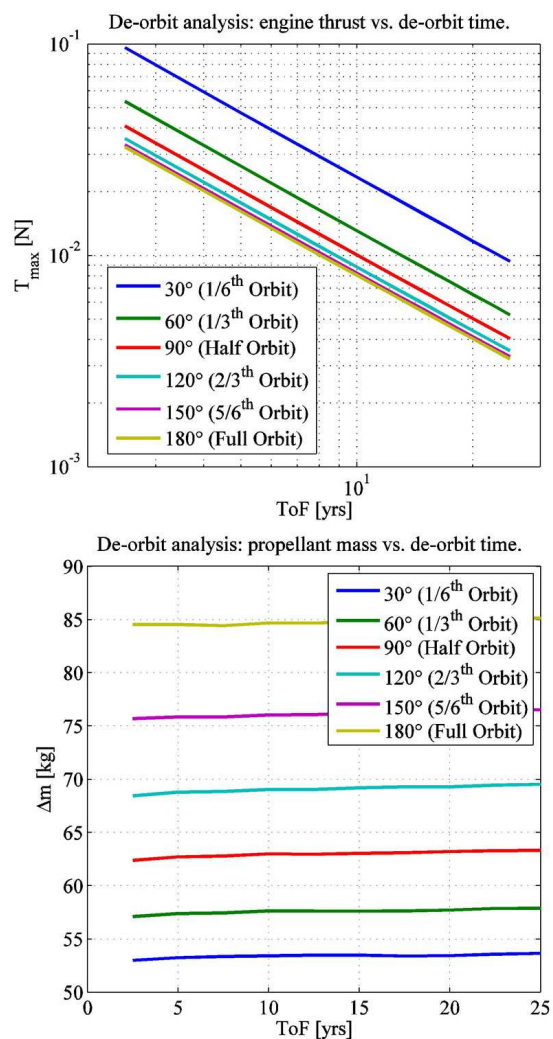 De-orbit analysis: engine thrust vs. de-orbit time.
10⁻¹
10⁻²
10⁻³
T_max [N]
30° (1/6th Orbit)
60° (1/3th Orbit)
90° (Half Orbit)
120° (2/3th Orbit)
150° (5/6th Orbit)
180° (Full Orbit)
10¹
ToF [yrs]
De-orbit analysis: propellant mass vs. de-orbit time.
90
85
80
75
70
65
60
55
50
Δm [kg]
30° (1/6th Orbit)
60° (1/3th Orbit)
90° (Half Orbit)
120° (2/3th Orbit)
150° (5/6th Orbit)
180° (Full Orbit)
0 5 10 15 20 25
ToF [yrs]